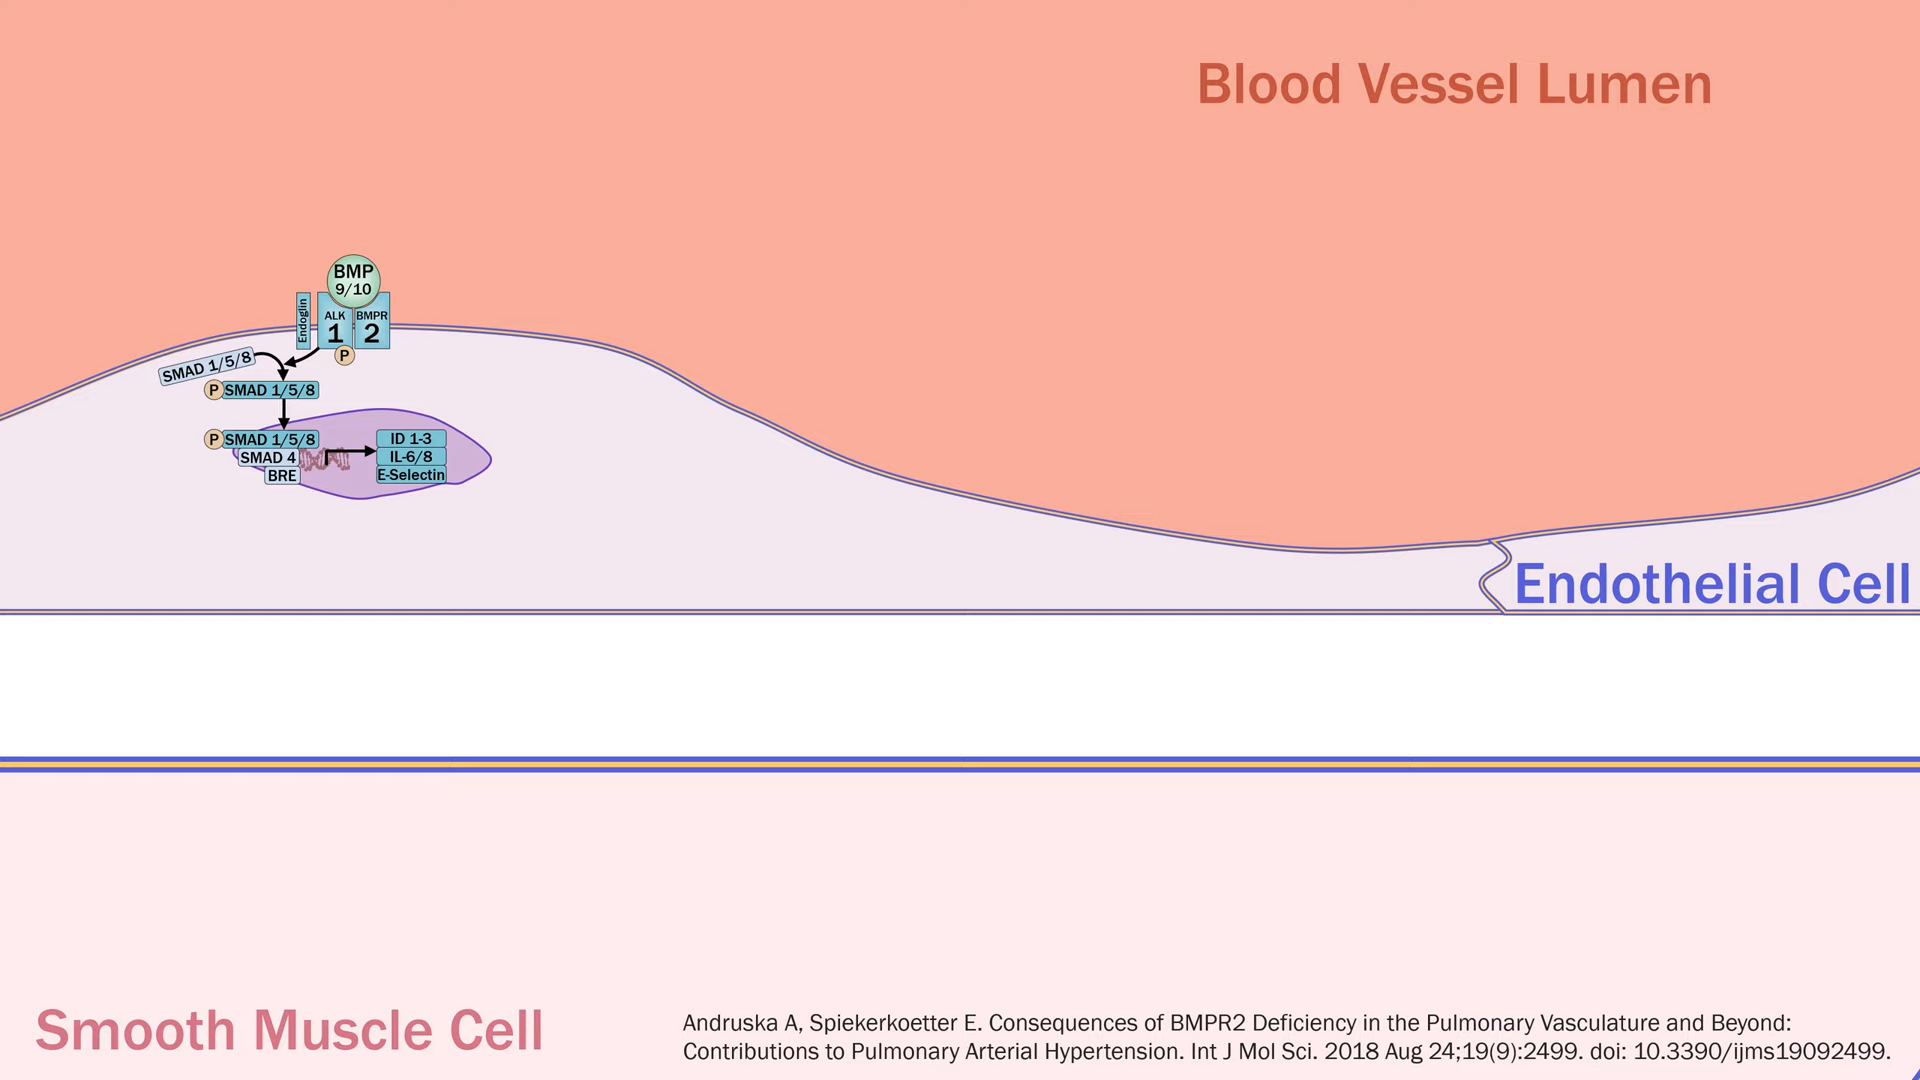 Blood Vessel Lumen
BMP
9/10
Endoglin
ALK
1
BMPR
2
P
SMAD 1/5/8
P SMAD 1/5/8
P SMAD 1/5/8
SMAD 4
BRE
ID 1-3
IL-6/8
E-Selectin
Endothelial Cell
Smooth Muscle Cell
Andruska A, Spiekerkoetter E. Consequences of BMPR2 Deficiency in the Pulmonary Vasculature and Beyond:
Contributions to Pulmonary Arterial Hypertension. Int J Mol Sci. 2018 Aug 24;19(9):2499. doi: 10.3390/ijms19092499.